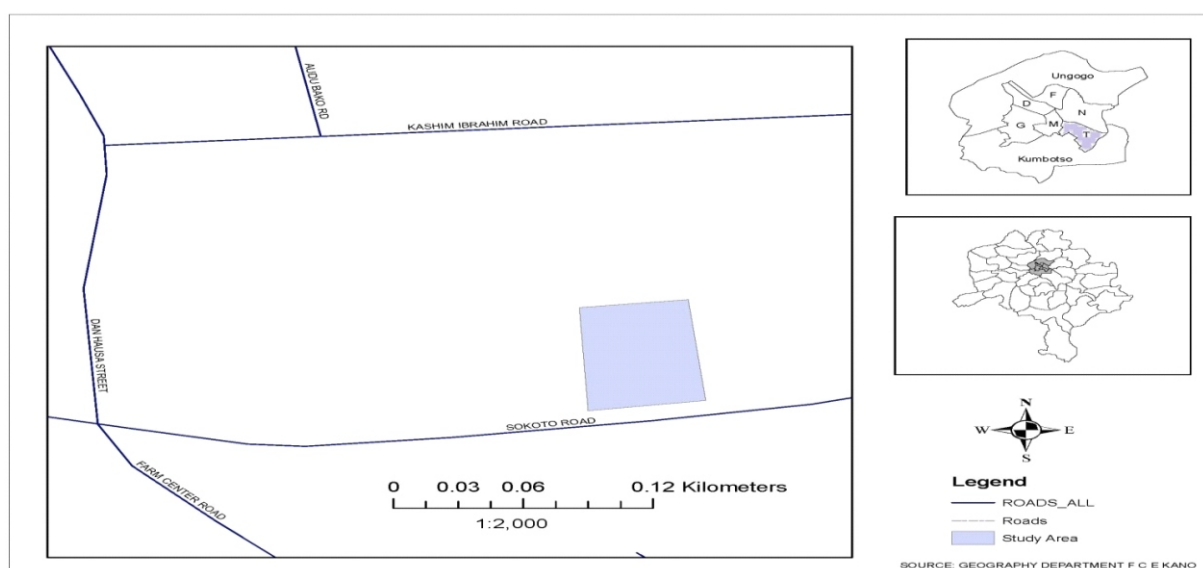 AUDU BAKO RD
KASHIM IBRAHIM ROAD
DAN HAUSA STREET
SOKOTO ROAD
FARM CENTER ROAD
0 0.03 0.06 0.12 Kilometers
1:2,000
Ungogo
F
D
N
G
M
T
Kumbotso
N
W E
S
Legend
ROADS_ALL
Roads
Study Area
SOURCE: GEOGRAPHY DEPARTMENT F C E KANO